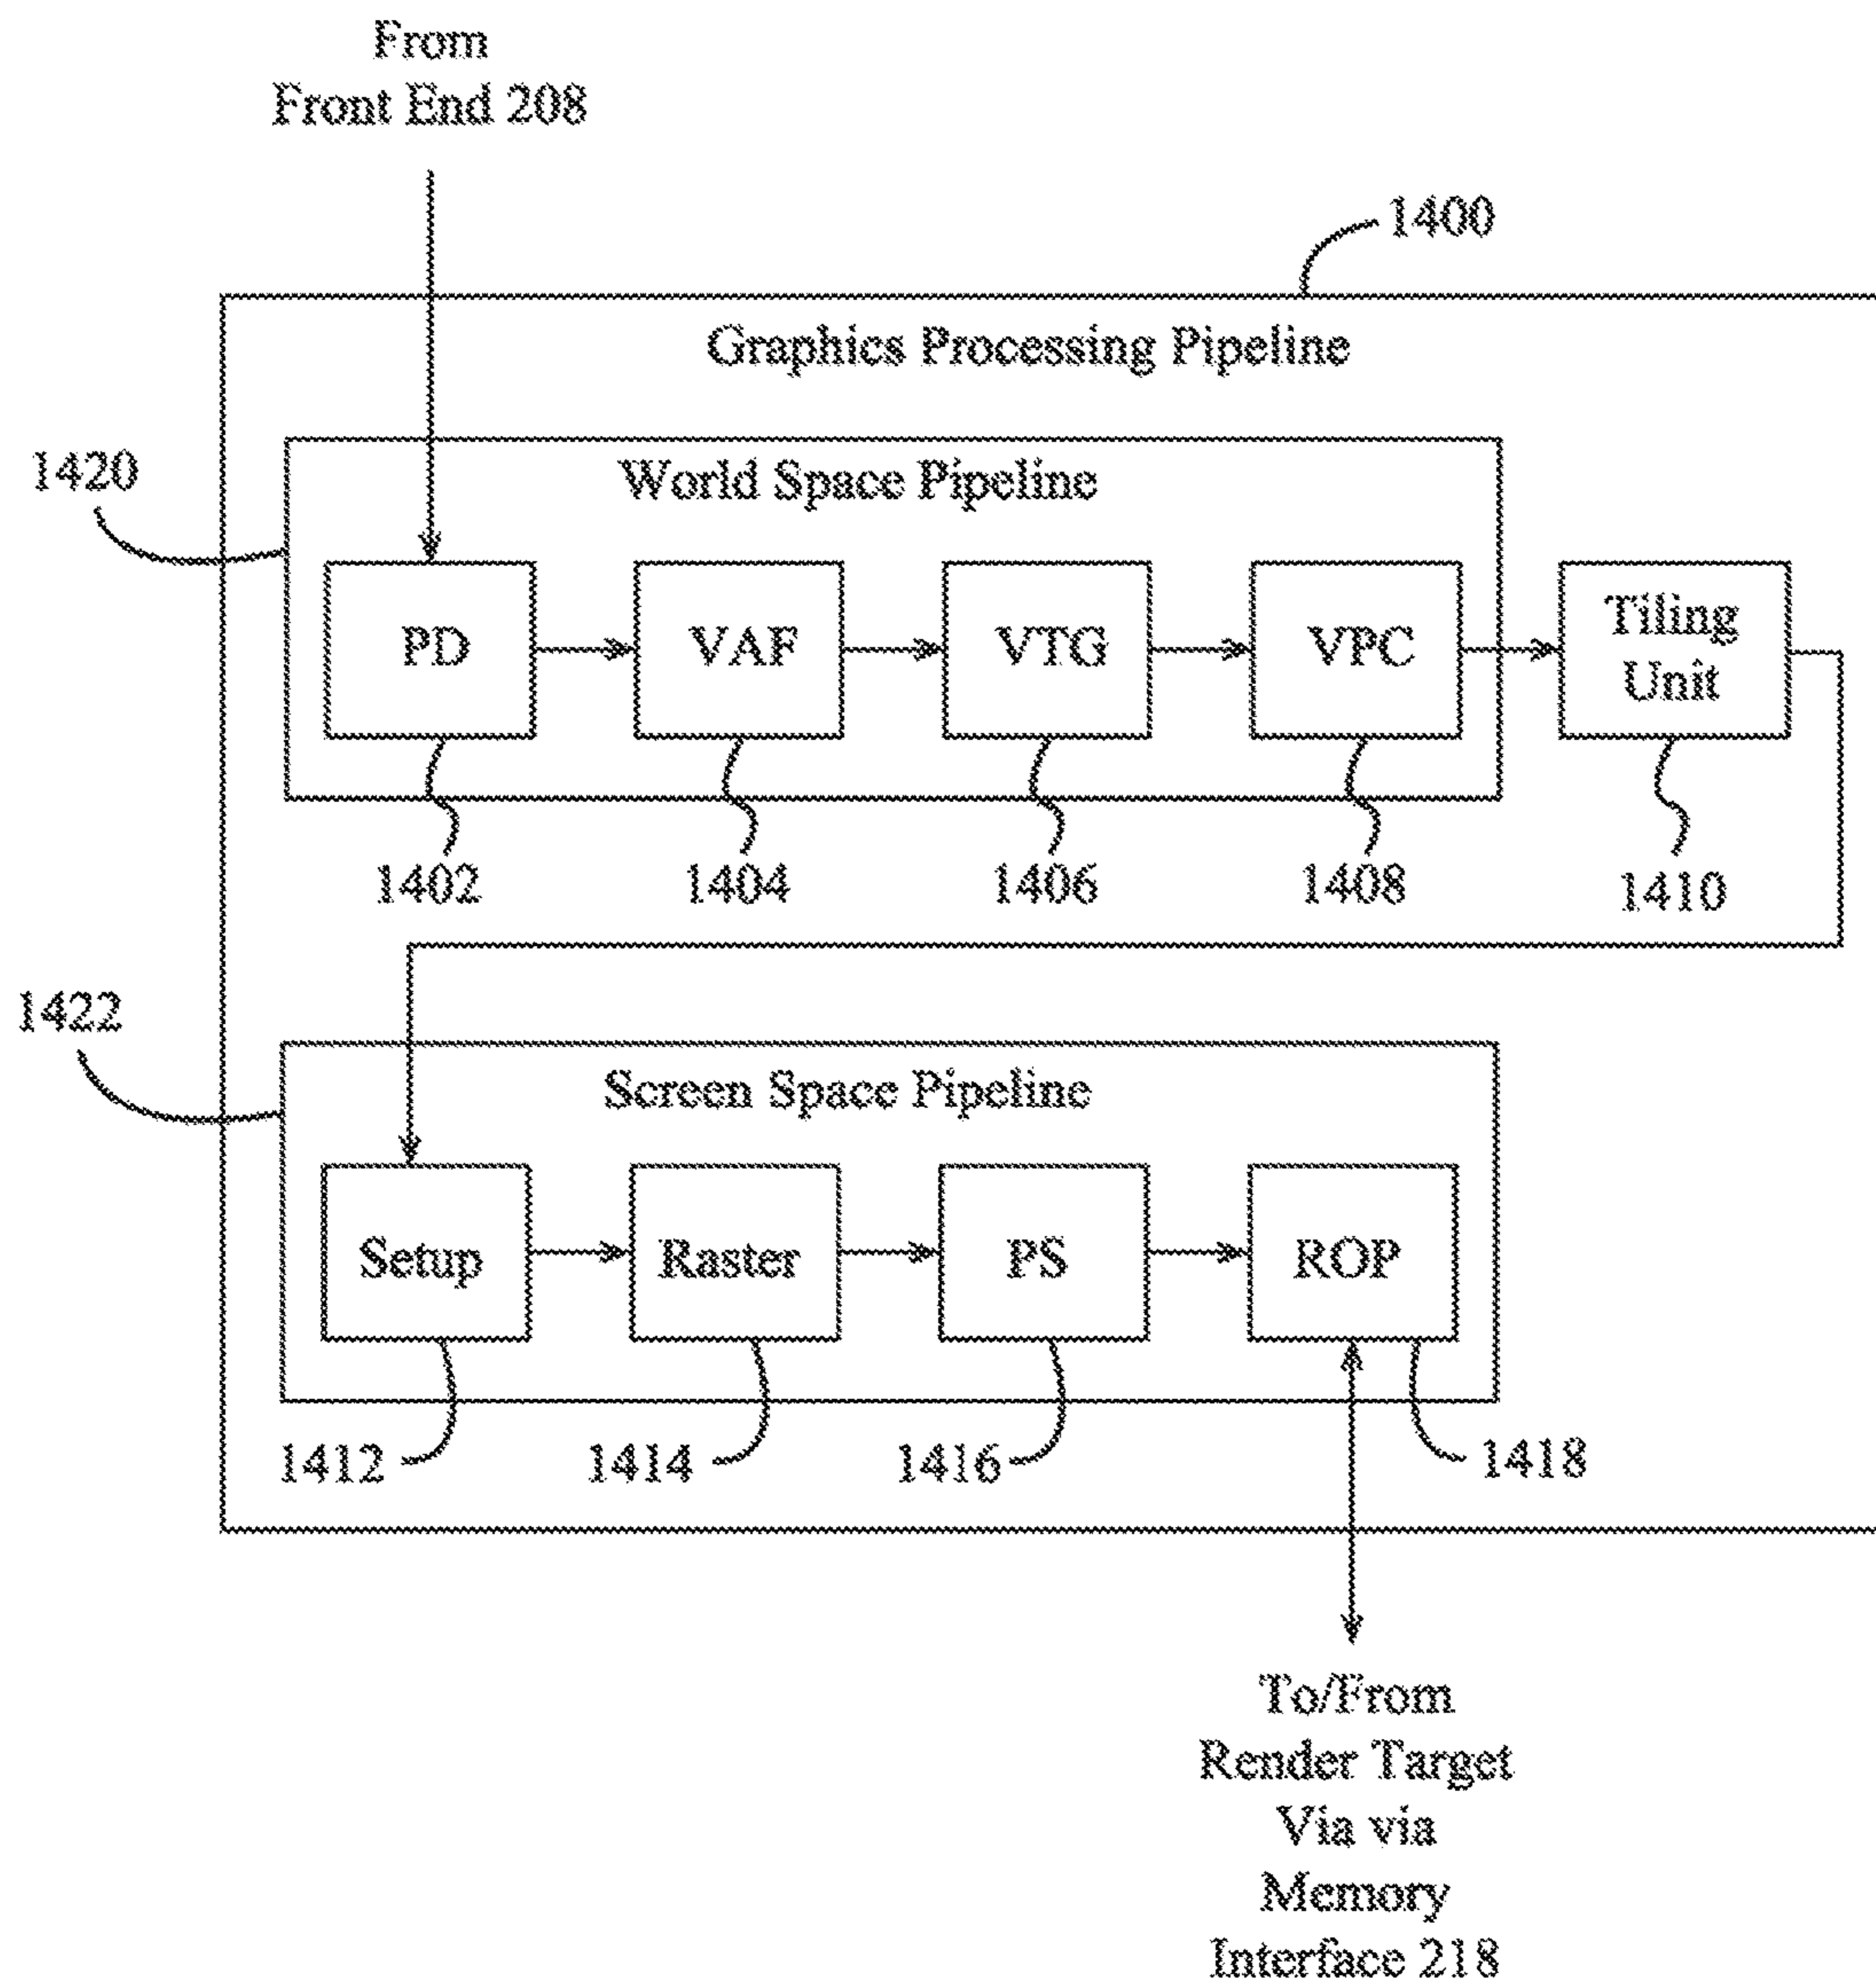 From
Front End 208
1400
Graphics Processing Pipeline
1420
World Space Pipeline
PD
VAF
VTG
VPC
Tiling
Unit
1402
1404
1406
1408
1410
1422
Screen Space Pipeline
Setup
Raster
PS
ROP
1412
1414
1416
1418
To/From
Render Target
Via via
Memory
Interface 218